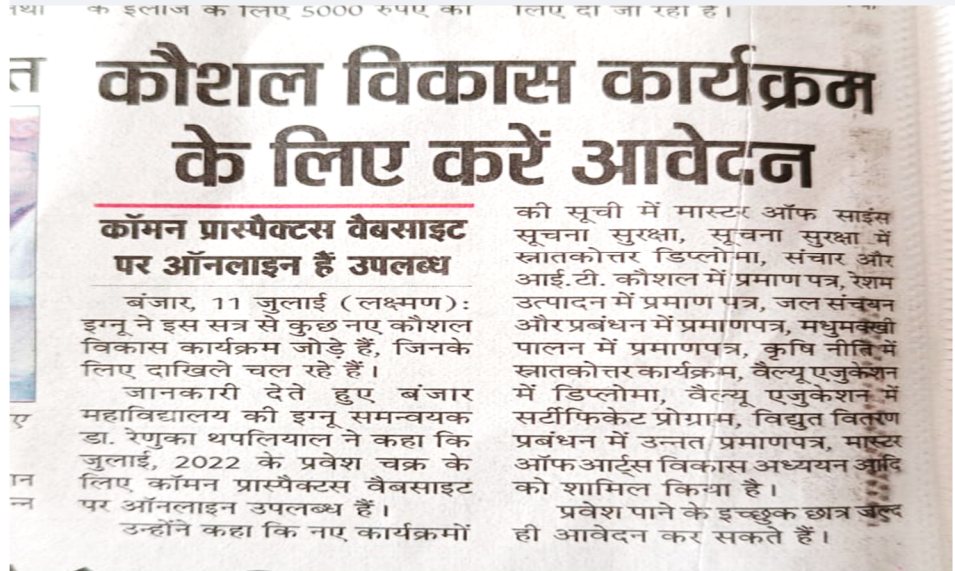 के इलाज के लिए 5000 रुपए की
लिए दी जा रही है।
त
कौशल विकास कार्यक्रम
के लिए करें आवेदन
कॉमन प्रास्पैक्टस वैबसाइट
पर ऑनलाइन हैं उपलब्ध
बंजार, 11 जुलाई (लक्ष्मण) :
इग्नू ने इस सत्र से कुछ नए कौशल
विकास कार्यक्रम जोड़े हैं, जिनके
लिए दाखिले चल रहे हैं।
जानकारी देते हुए बंजार
महाविद्यालय की इग्नू समन्वयक
डा. रेणुका थपलियाल ने कहा कि
जुलाई, 2022 के प्रवेश चक्र के
लिए कॉमन प्रास्पैक्टस वैबसाइट
पर ऑनलाइन उपलब्ध हैं।
उन्होंने कहा कि नए कार्यक्रमों
की सूची में मास्टर ऑफ साइंस
सूचना सुरक्षा, सूचना सुरक्षा में
स्नातकोत्तर डिप्लोमा, संचार और
आई.टी. कौशल में प्रमाण पत्र, रेशम
उत्पादन में प्रमाण पत्र, जल संचयन
और प्रबंधन में प्रमाणपत्र, मधुमक्खी
पालन में प्रमाणपत्र, कृषि नीति में
स्नातकोत्तर कार्यक्रम, वैल्यू एजुकेशन
में डिप्लोमा, वैल्यू एजुकेशन में
सर्टीफिकेट प्रोग्राम, विद्युत वितरण
प्रबंधन में उन्नत प्रमाणपत्र, मास्टर
ऑफ आर्ट्स विकास अध्ययन आदि
को शामिल किया है।
प्रवेश पाने के इच्छुक छात्र जल्द
ही आवेदन कर सकते हैं।